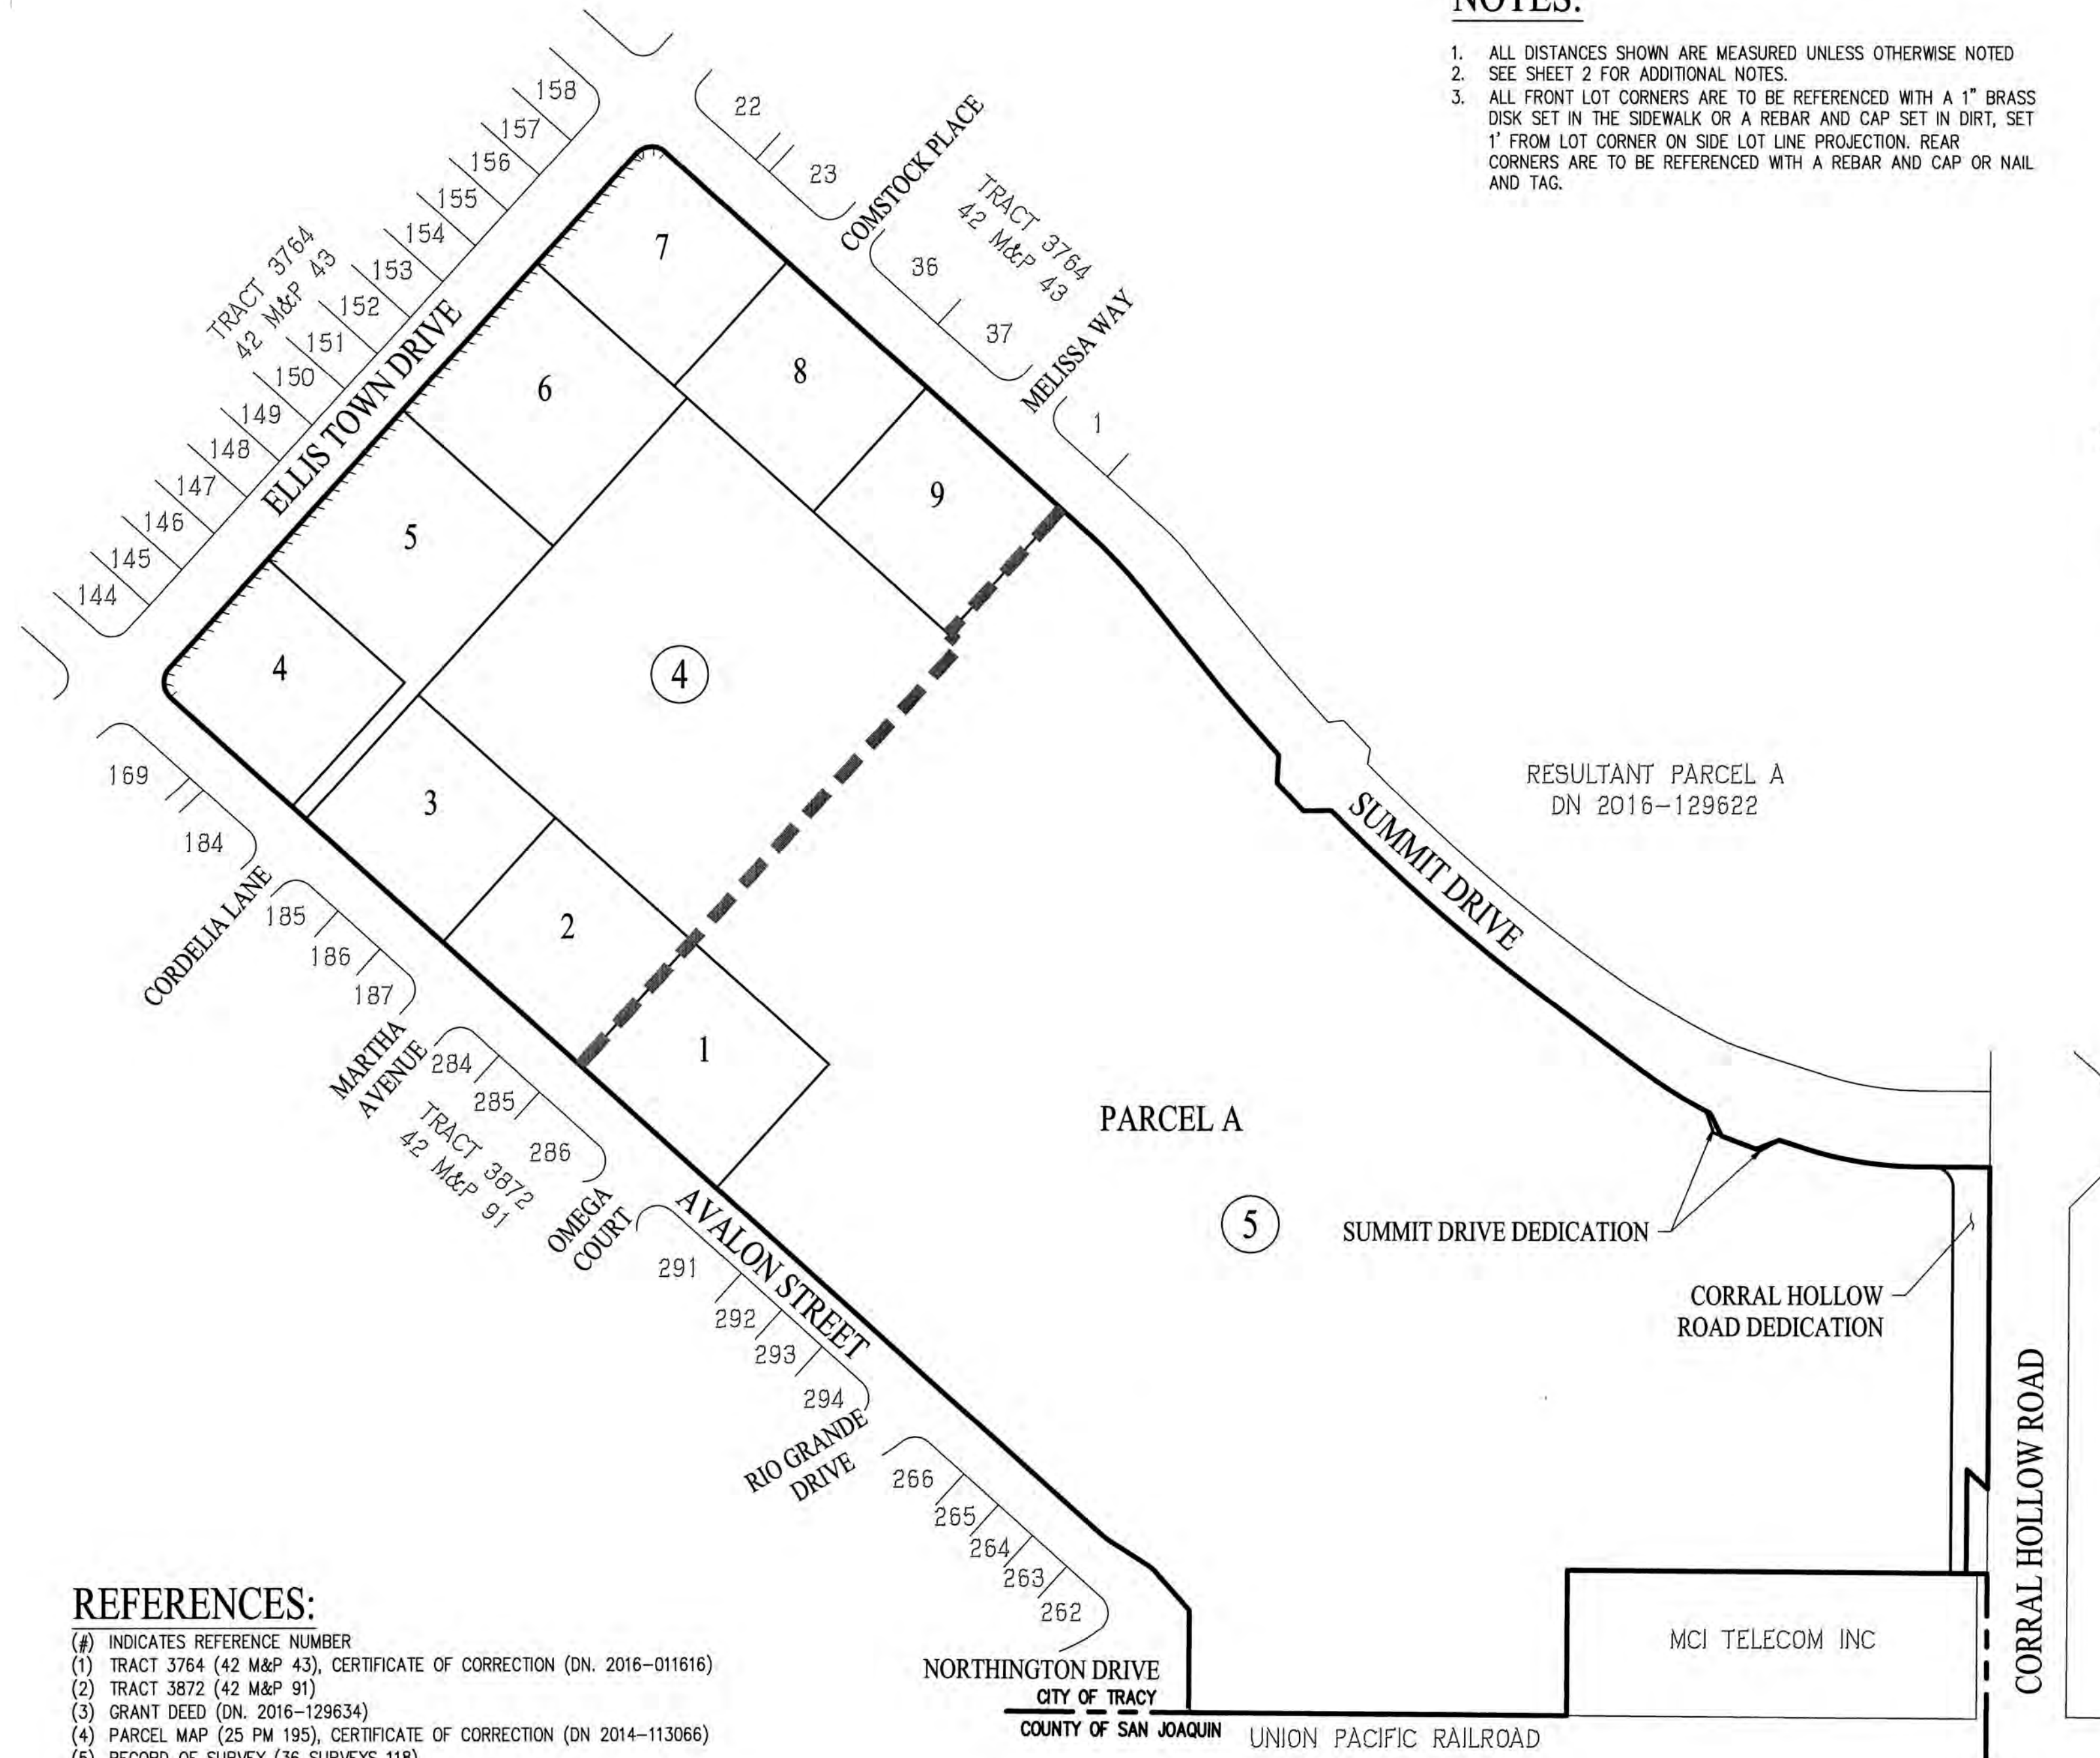 NOTES:
1. ALL DISTANCES SHOWN ARE MEASURED UNLESS OTHERWISE NOTED
2. SEE SHEET 2 FOR ADDITIONAL NOTES.
3. ALL FRONT LOT CORNERS ARE TO BE REFERENCED WITH A 1" BRASS
DISK SET IN THE SIDEWALK OR A REBAR AND CAP SET IN DIRT, SET
1' FROM LOT CORNER ON SIDE LOT LINE PROJECTION. REAR
CORNERS ARE TO BE REFERENCED WITH A REBAR AND CAP OR NAIL
AND TAG.
158
157
156
155
154
153
152
151
150
149
148
147
146
145
144
TRACT 3764
42 M&P 43
ELLIS TOWN DRIVE
22
23
COMSTOCK PLACE
TRACT 3764
42 M&P 43
36
37
MELISSA WAY
1
7
8
9
6
5
4
4
3
2
1
169
184
CORDELIA LANE
185
186
187
MARTHA
AVENUE
284
285
286
TRACT 3872
42 M&P 91
OMEGA
COURT
AVALON STREET
291
292
293
294
RIO GRANDE
DRIVE
266
265
264
263
262
RESULTANT PARCEL A
DN 2016-129622
SUMMIT DRIVE
PARCEL A
5
SUMMIT DRIVE DEDICATION
CORRAL HOLLOW
ROAD DEDICATION
CORRAL HOLLOW ROAD
MCI TELECOM INC
NORTHINGTON DRIVE
CITY OF TRACY
COUNTY OF SAN JOAQUIN
UNION PACIFIC RAILROAD
REFERENCES:
(#) INDICATES REFERENCE NUMBER
(1) TRACT 3764 (42 M&P 43), CERTIFICATE OF CORRECTION (DN. 2016-011616)
(2) TRACT 3872 (42 M&P 91)
(3) GRANT DEED (DN. 2016-129634)
(4) PARCEL MAP (25 PM 195), CERTIFICATE OF CORRECTION (DN 2014-113066)
(5) RECORD OF SURVEY (36 SURVEYS 118)